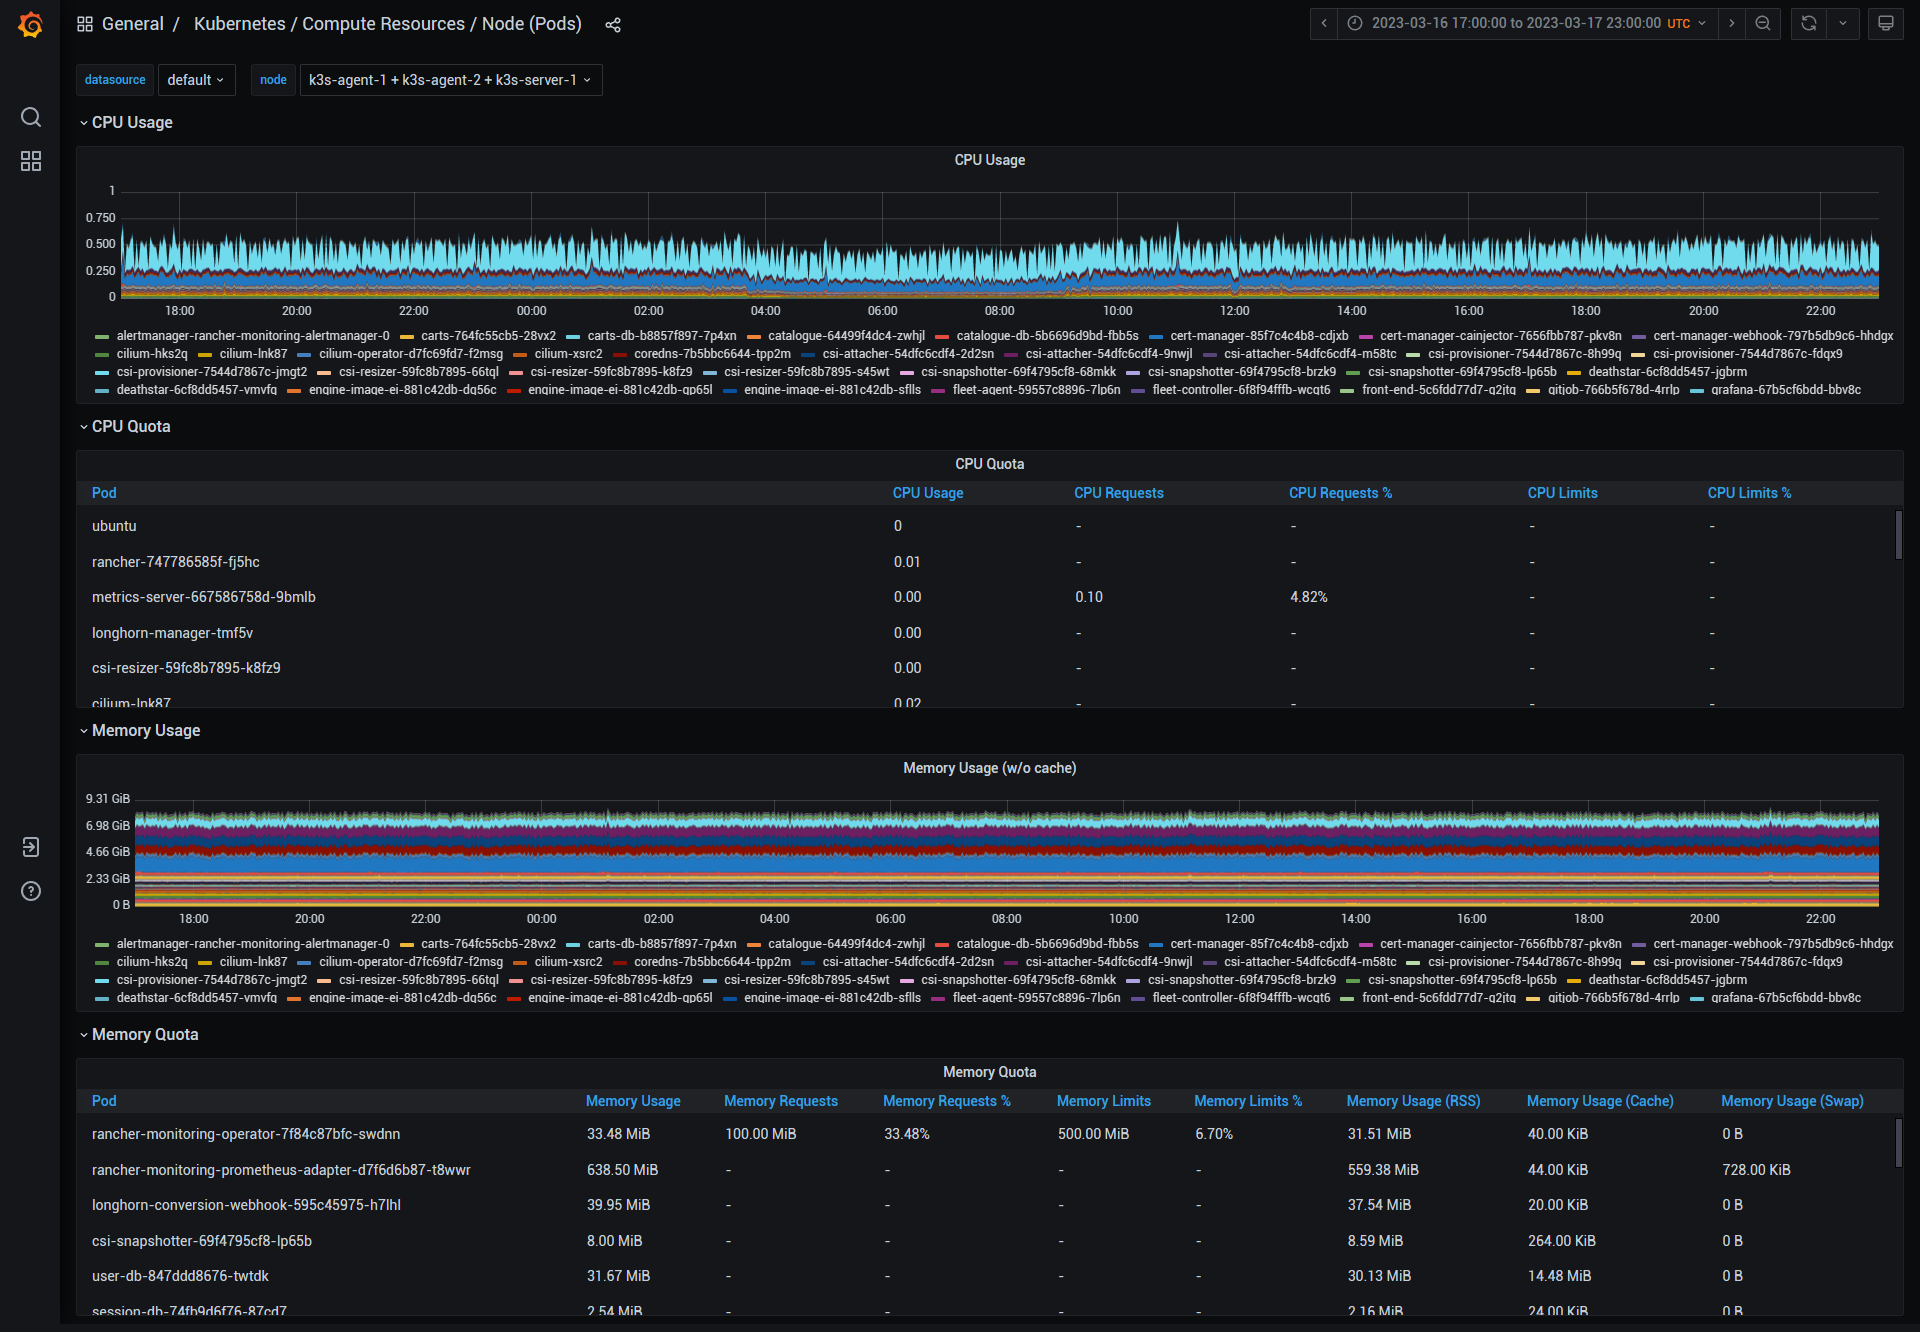 General / Kubernetes / Compute Resources / Node (Pods)
2023-03-16 17:00:00 to 2023-03-17 23:00:00 UTC
datasource default node k3s-agent-1 + k3s-agent-2 + k3s-server-1
CPU Usage
CPU Usage
1
0.750
0.500
0.250
0
18:00 20:00 22:00 00:00 02:00 04:00 06:00 08:00 10:00 12:00 14:00 16:00 18:00 20:00 22:00
alertmanager-rancher-monitoring-alertmanager-0 carts-764fc55cb5-28vx2 carts-db-b8857f897-7p4xn catalogue-64499f4dc4-zwhjl catalogue-db-5b6696d9bd-fbb5s cert-manager-85f7c4c4b8-cdjxb cert-manager-cainjector-7656fbb787-pkv8n cert-manager-webhook-797b5db9c6-hhdgx
cilium-hks2q cilium-lnk87 cilium-operator-d7fc69fd7-f2msg cilium-xsrc2 coredns-7b5bbc6644-tpp2m csi-attacher-54dfc6cdf4-2d2sn csi-attacher-54dfc6cdf4-9nwjl csi-attacher-54dfc6cdf4-m58tc csi-provisioner-7544d7867c-8h99q csi-provisioner-7544d7867c-fdqx9
csi-provisioner-7544d7867c-jmgt2 csi-resizer-59fc8b7895-66tql csi-resizer-59fc8b7895-k8fz9 csi-resizer-59fc8b7895-s45wt csi-snapshotter-69f4795cf8-68mkk csi-snapshotter-69f4795cf8-brzk9 csi-snapshotter-69f4795cf8-lp65b deathstar-6cf8dd5457-jgbrm
deathstar-6cf8dd5457-vmvfq engine-image-ei-881c42db-dq56c engine-image-ei-881c42db-gp65l engine-image-ei-881c42db-sflls fleet-agent-59557c8896-7lp6n fleet-controller-6f8f94fffb-wcqt6 front-end-5c6fdd77d7-q2jtq gitjob-766b5f678d-4rrlp grafana-67b5cf6bdd-bbv8c
CPU Quota
CPU Quota
Pod CPU Usage CPU Requests CPU Requests % CPU Limits CPU Limits %
ubuntu 0 - - - -
rancher-747786585f-fj5hc 0.01 - - - -
metrics-server-667586758d-9bmlb 0.00 0.10 4.82% - -
longhorn-manager-tmf5v 0.00 - - - -
csi-resizer-59fc8b7895-k8fz9 0.00 - - - -
cilium-lnk87 0.02 - - - -
Memory Usage
Memory Usage (w/o cache)
9.31 GiB
6.98 GiB
4.66 GiB
2.33 GiB
0 B
18:00 20:00 22:00 00:00 02:00 04:00 06:00 08:00 10:00 12:00 14:00 16:00 18:00 20:00 22:00
alertmanager-rancher-monitoring-alertmanager-0 carts-764fc55cb5-28vx2 carts-db-b8857f897-7p4xn catalogue-64499f4dc4-zwhjl catalogue-db-5b6696d9bd-fbb5s cert-manager-85f7c4c4b8-cdjxb cert-manager-cainjector-7656fbb787-pkv8n cert-manager-webhook-797b5db9c6-hhdgx
cilium-hks2q cilium-lnk87 cilium-operator-d7fc69fd7-f2msg cilium-xsrc2 coredns-7b5bbc6644-tpp2m csi-attacher-54dfc6cdf4-2d2sn csi-attacher-54dfc6cdf4-9nwjl csi-attacher-54dfc6cdf4-m58tc csi-provisioner-7544d7867c-8h99q csi-provisioner-7544d7867c-fdqx9
csi-provisioner-7544d7867c-jmgt2 csi-resizer-59fc8b7895-66tql csi-resizer-59fc8b7895-k8fz9 csi-resizer-59fc8b7895-s45wt csi-snapshotter-69f4795cf8-68mkk csi-snapshotter-69f4795cf8-brzk9 csi-snapshotter-69f4795cf8-lp65b deathstar-6cf8dd5457-jgbrm
deathstar-6cf8dd5457-vmvfq engine-image-ei-881c42db-dq56c engine-image-ei-881c42db-gp65l engine-image-ei-881c42db-sflls fleet-agent-59557c8896-7lp6n fleet-controller-6f8f94fffb-wcqt6 front-end-5c6fdd77d7-q2jtq gitjob-766b5f678d-4rrlp grafana-67b5cf6bdd-bbv8c
Memory Quota
Memory Quota
Pod Memory Usage Memory Requests Memory Requests % Memory Limits Memory Limits % Memory Usage (RSS) Memory Usage (Cache) Memory Usage (Swap)
rancher-monitoring-operator-7f84c87bfc-swdnn 33.48 MiB 100.00 MiB 33.48% 500.00 MiB 6.70% 31.51 MiB 40.00 KiB 0 B
rancher-monitoring-prometheus-adapter-d7f6d6b87-t8wwr 638.50 MiB - - - - 559.38 MiB 44.00 KiB 728.00 KiB
longhorn-conversion-webhook-595c45975-h7lhl 39.95 MiB - - - - 37.54 MiB 20.00 KiB 0 B
csi-snapshotter-69f4795cf8-lp65b 8.00 MiB - - - - 8.59 MiB 264.00 KiB 0 B
user-db-847ddd8676-twtdk 31.67 MiB - - - - 30.13 MiB 14.48 MiB 0 B
session-db-74fb9d6f76-87cd7 2.54 MiB - - - - 2.16 MiB 24.00 KiB 0 B